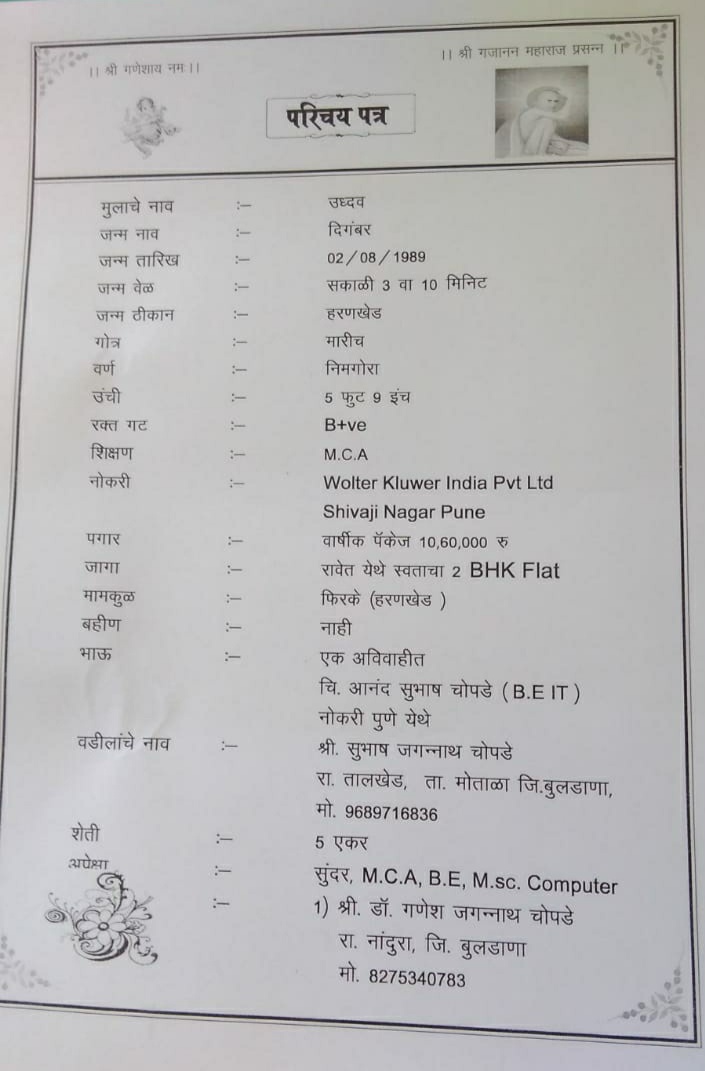 ।। श्री गणेशाय नमः।।
।। श्री गजानन महाराज प्रसन्न ।।
परिचय पत्र
मुलाचे नाव :– उध्दव
जन्म नाव :– दिगंबर
जन्म तारिख :– 02/08/1989
जन्म वेळ :– सकाळी 3 वा 10 मिनिट
जन्म ठीकान :– हरणखेड
गोत्र :– मारीच
वर्ण :– निमगोरा
उंची :– 5 फुट 9 इंच
रक्त गट :– B+ve
शिक्षण :– M.C.A
नोकरी :– Wolter Kluwer India Pvt Ltd
Shivaji Nagar Pune
पगार :– वार्षीक पॅकेज 10,60,000 रु
जागा :– रावेत येथे स्वताचा 2 BHK Flat
मामकुळ :– फिरके (हरणखेड )
बहीण :– नाही
भाऊ :– एक अविवाहीत
चि. आनंद सुभाष चोपडे ( B.E IT )
नोकरी पुणे येथे
वडीलांचे नाव :– श्री. सुभाष जगन्नाथ चोपडे
रा. तालखेड, ता. मोताळा जि.बुलडाणा,
मो. 9689716836
शेती :– 5 एकर
अपेक्षा :– सुंदर, M.C.A, B.E, M.sc. Computer
:– 1) श्री. डॉ. गणेश जगन्नाथ चोपडे
रा. नांदुरा, जि. बुलडाणा
मो. 8275340783